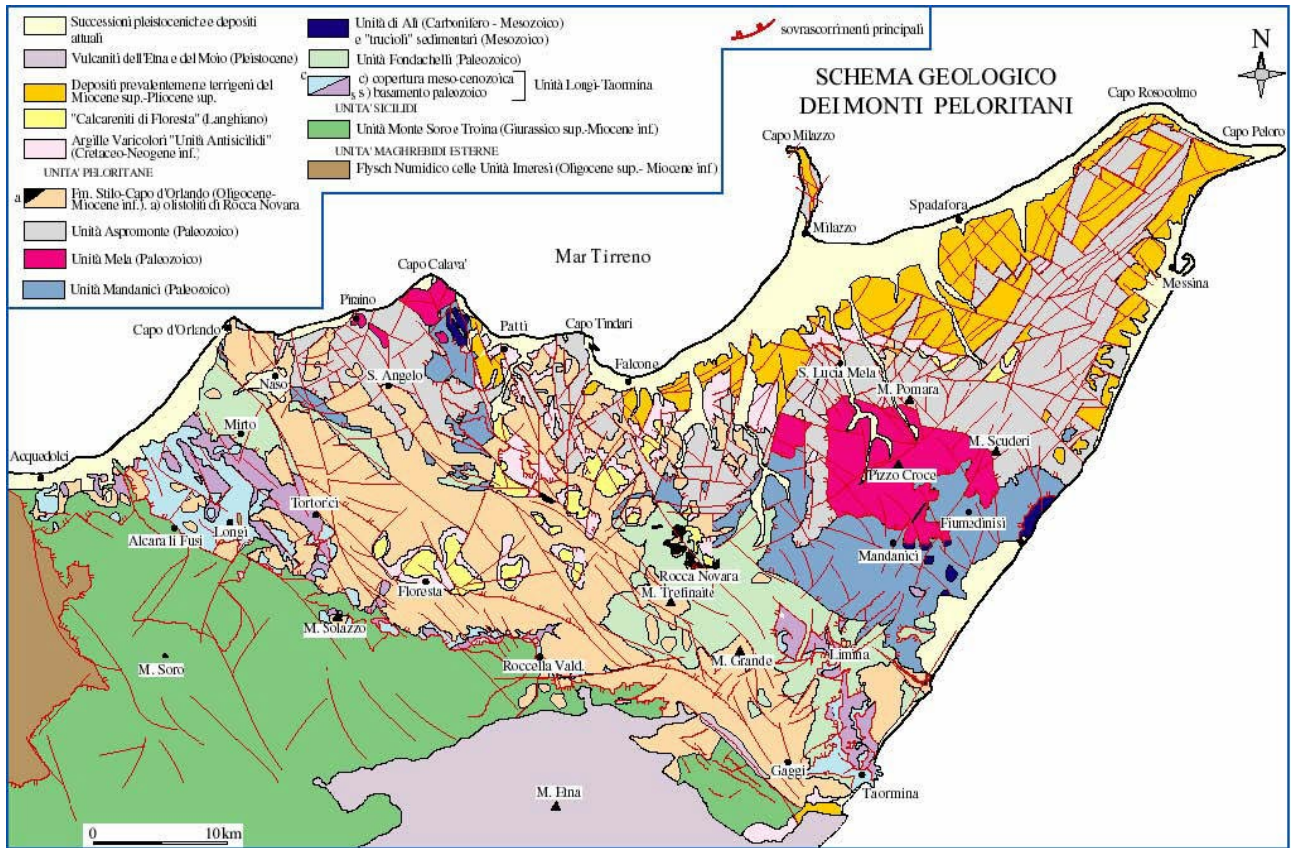 Successioni pleistoceniche e depositi
attuali
Vulcaniti dell'Etna e del Moio (Pleistocene)
Depositi prevalentemene terrigeni del
Miocene sup.-Pliocene sup.
"Calcareniti di Floresta" (Langhiano)
Argille Varicolori "Unità Antisicilidi"
(Cretaceo-Neogene inf.)
UNITA' PELORITANE
a
Fm. Stilo-Capo d'Orlando (Oligocene-
Miocene inf.). a) olistoliti di Rocca Novara
Unità Aspromonte (Paleozoico)
Unità Mela (Paleozoico)
Unità Mandanici (Paleozoico)
Unità di Alì (Carbonifero - Mesozoico)
e "trucioli" sedimentari (Mesozoico)
Unità Fondachelli (Paleozoico)
c
c) copertura meso-cenozoica
s
s) basamento paleozoico
Unità Longi-Taormina
UNITA' SICILIDI
Unità Monte Soro e Troina (Giurassico sup.-Miocene inf.)
UNITA' MAGHREBIDI ESTERNE
Flysch Numidico celle Unità Imeresi (Oligocene sup.- Miocene inf.)
sovrascorrimenti principali
N
SCHEMA GEOLOGICO
DEI MONTI PELORITANI
Capo Rosocolmo
Capo Peloro
Capo Milazzo
Spadafora
Milazzo
Messina
Mar Tirreno
Capo Calava'
Piraino
Capo d'Orlando
Patti
Capo Tindari
Falcone
Naso
S. Angelo
S. Lucia Mela
M. Pomara
Mirto
M. Scuderi
Acquedolci
Pizzo Croce
Tortorici
Longi
Alcara li Fusi
Fiumedinisi
Mandanici
Rocca Novara
M. Trefinaite
Floresta
M. Solazzo
M. Soro
Roccella Vald.
M. Grande
Limina
Gaggi
Taormina
M. Etna
0 10 km